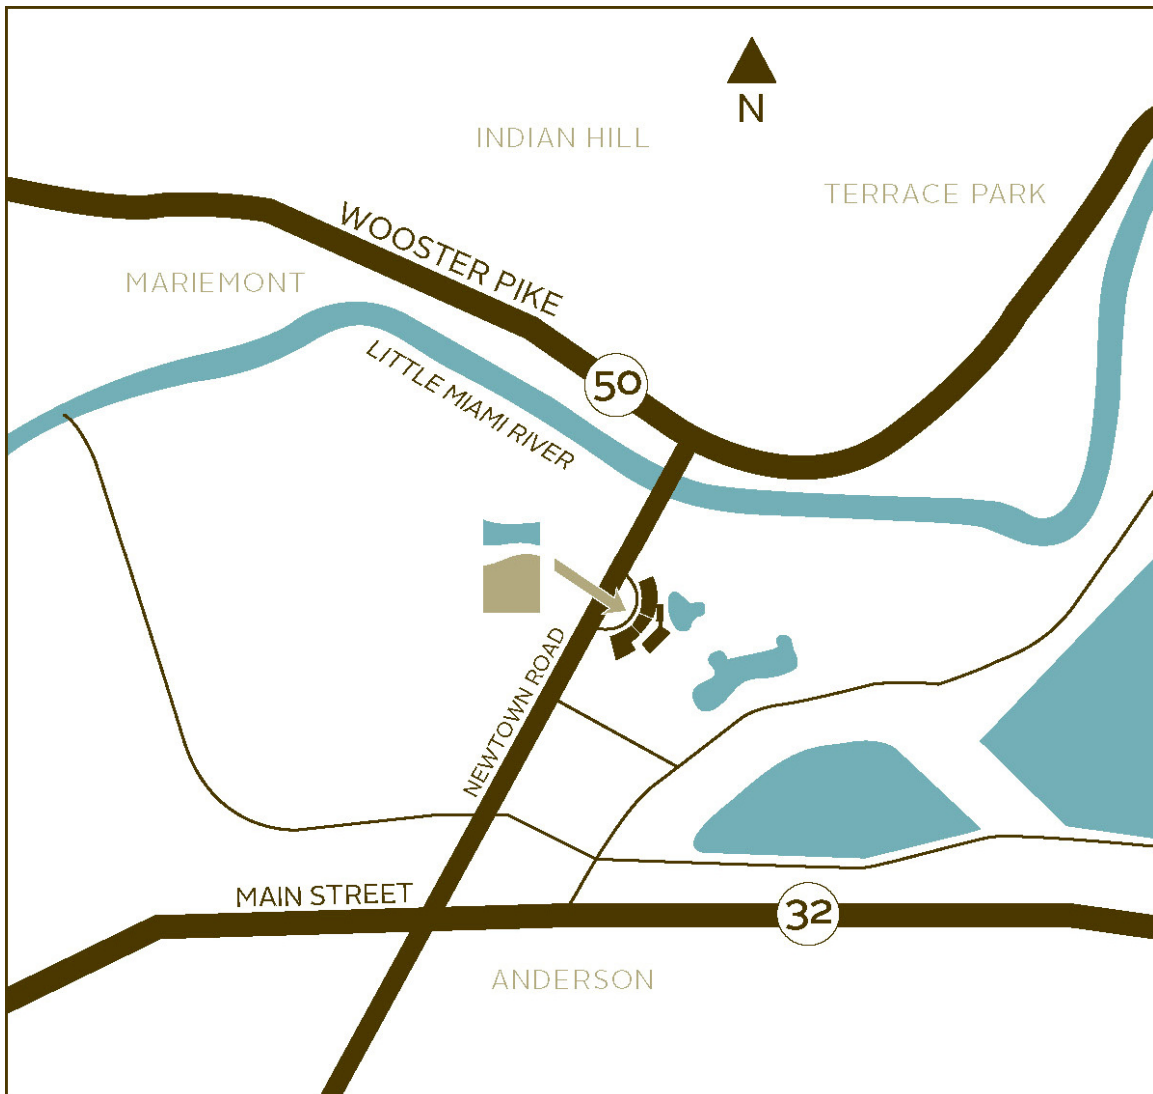 N
INDIAN HILL
TERRACE PARK
WOOSTER PIKE
MARIEMONT
LITTLE MIAMI RIVER
50
NEWTOWN ROAD
MAIN STREET
32
ANDERSON